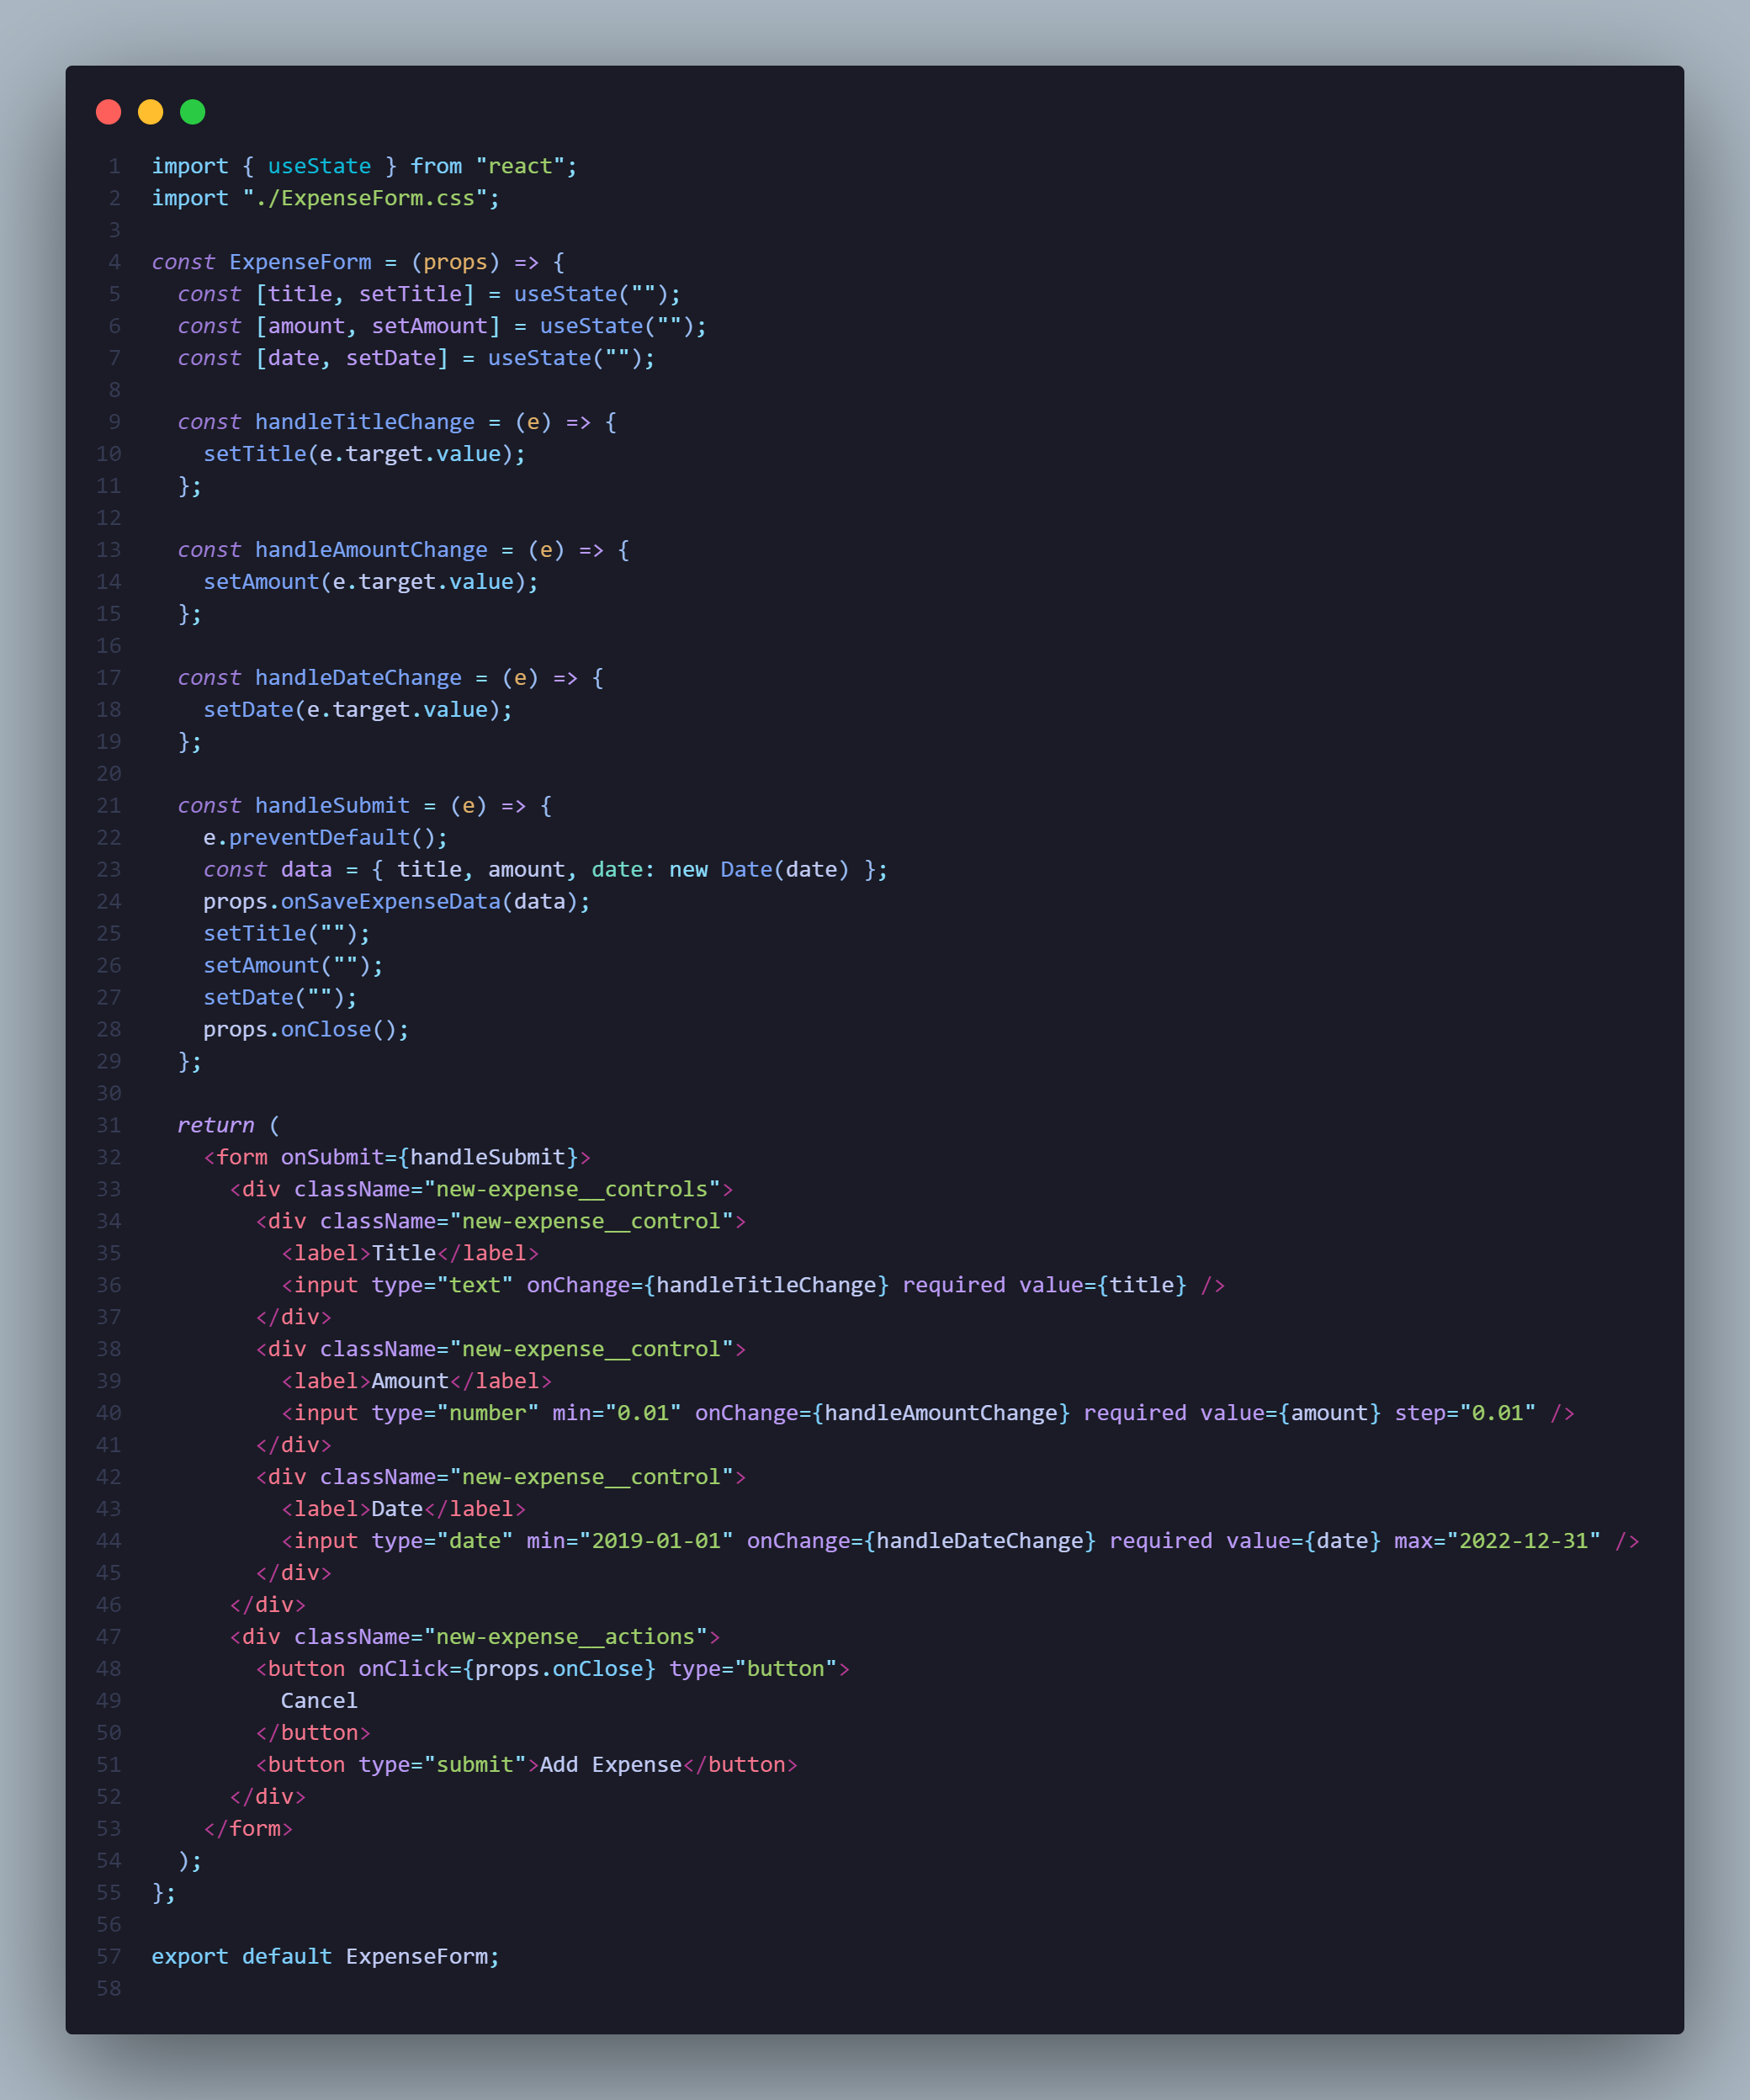 1 import { useState } from "react";
2 import "./ExpenseForm.css";
3
4 const ExpenseForm = (props) => {
5   const [title, setTitle] = useState("");
6   const [amount, setAmount] = useState("");
7   const [date, setDate] = useState("");
8
9   const handleTitleChange = (e) => {
10     setTitle(e.target.value);
11   };
12
13   const handleAmountChange = (e) => {
14     setAmount(e.target.value);
15   };
16
17   const handleDateChange = (e) => {
18     setDate(e.target.value);
19   };
20
21   const handleSubmit = (e) => {
22     e.preventDefault();
23     const data = { title, amount, date: new Date(date) };
24     props.onSaveExpenseData(data);
25     setTitle("");
26     setAmount("");
27     setDate("");
28     props.onClose();
29   };
30
31   return (
32     <form onSubmit={handleSubmit}>
33       <div className="new-expense__controls">
34         <div className="new-expense__control">
35           <label>Title</label>
36           <input type="text" onChange={handleTitleChange} required value={title} />
37         </div>
38         <div className="new-expense__control">
39           <label>Amount</label>
40           <input type="number" min="0.01" onChange={handleAmountChange} required value={amount} step="0.01" />
41         </div>
42         <div className="new-expense__control">
43           <label>Date</label>
44           <input type="date" min="2019-01-01" onChange={handleDateChange} required value={date} max="2022-12-31" />
45         </div>
46       </div>
47       <div className="new-expense__actions">
48         <button onClick={props.onClose} type="button">
49           Cancel
50         </button>
51         <button type="submit">Add Expense</button>
52       </div>
53     </form>
54   );
55 };
56
57 export default ExpenseForm;
58